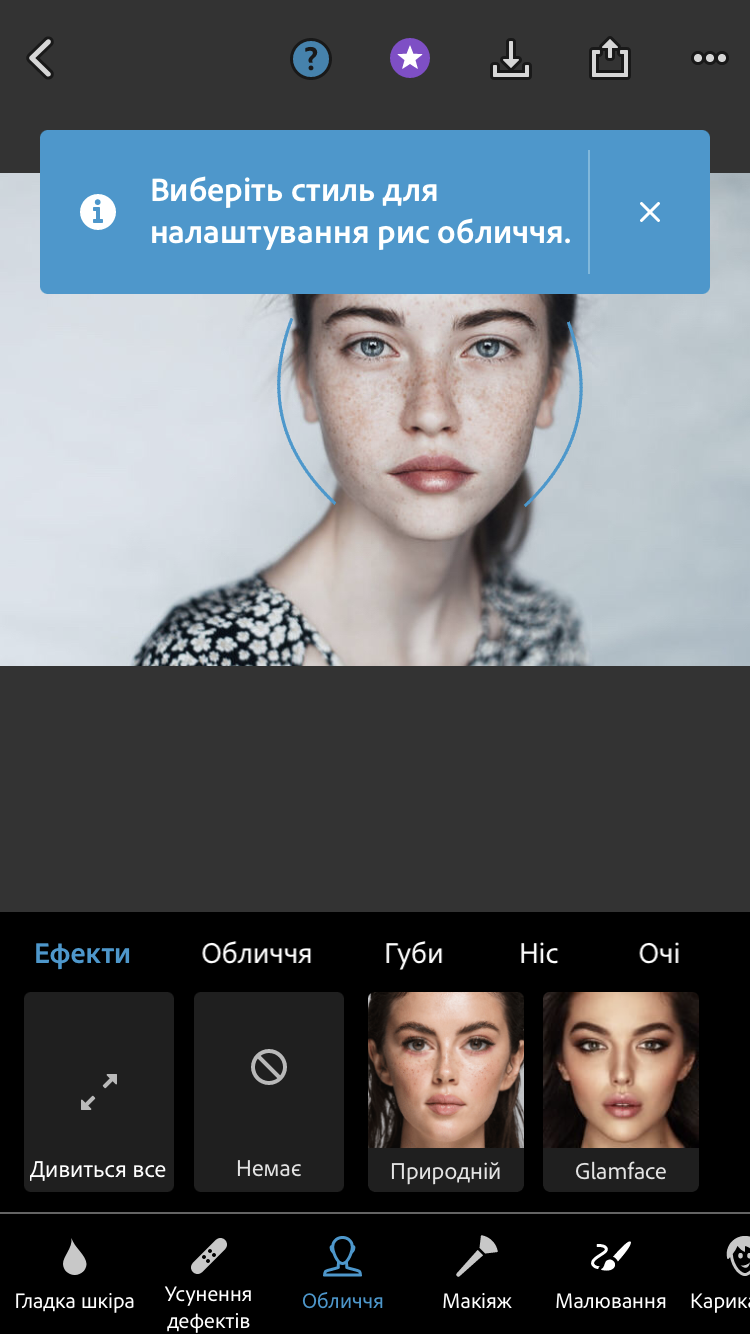 Виберіть стиль для
налаштування рис обличчя.
Ефекти
Обличчя
Губи
Ніс
Очі
Дивиться все
Немає
Природній
Glamface
Гладка шкіра
Усунення
дефектів
Обличчя
Макіяж
Малювання